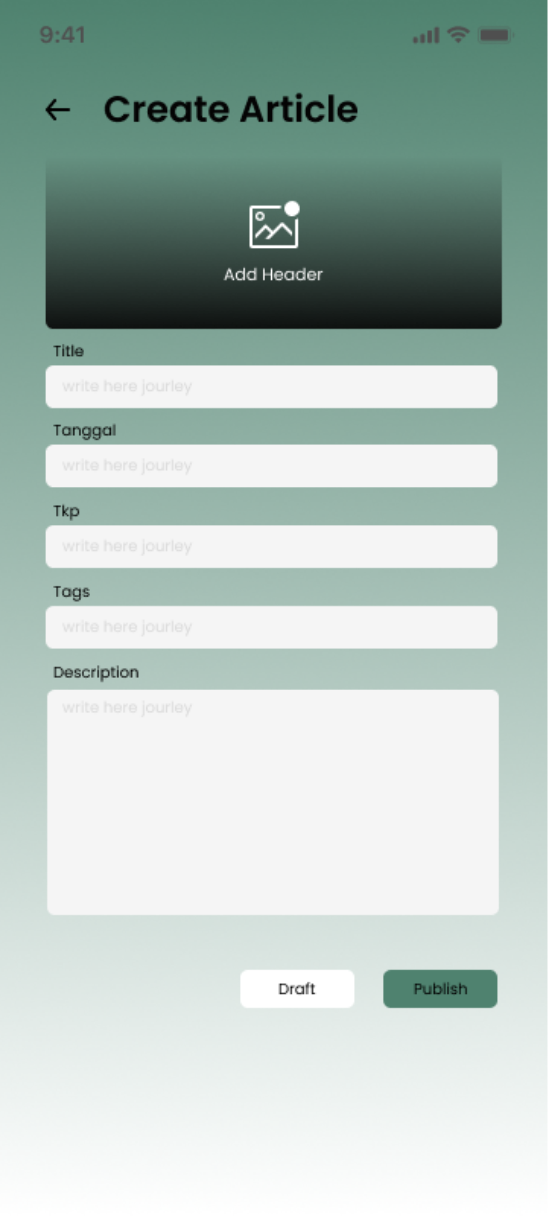 9:41
Create Article
Add Header
Title
write here jourley
Tanggal
write here jourley
Tkp
write here jourley
Tags
write here jourley
Description
write here jourley
Draft
Publish